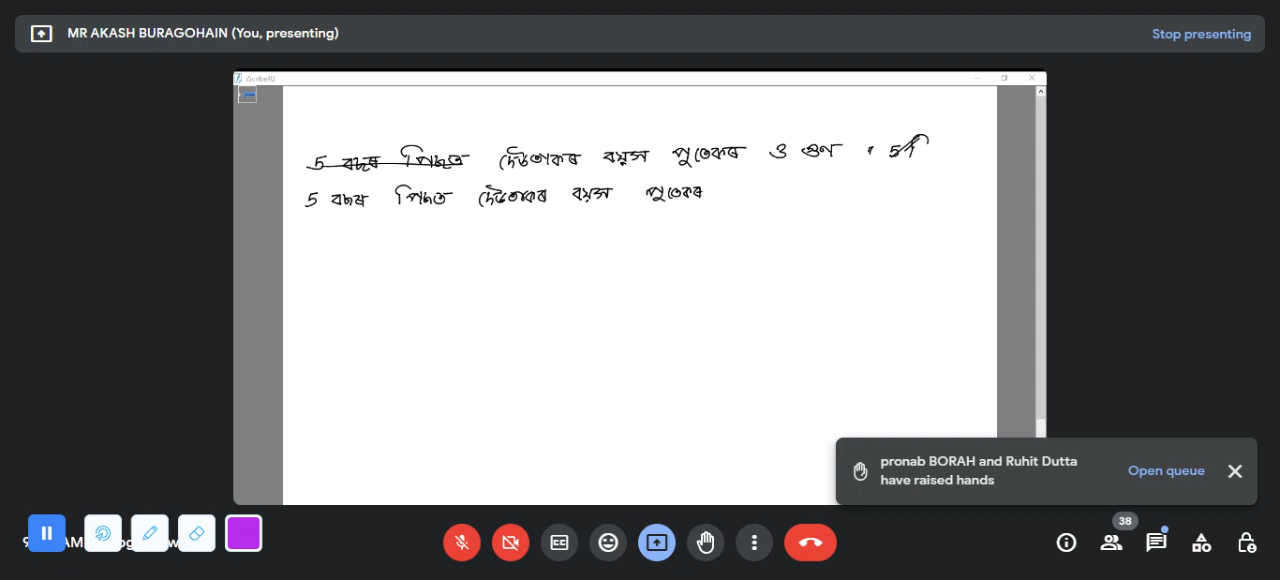 MR AKASH BURAGOHAIN (You, presenting)
Stop presenting
iScribe4U
5 বছৰ পিছত দেউতাকৰ বয়স পুতেকৰ ৩ গুণ
5 বছৰ পিছত দেউতাকৰ বয়স পুতেকৰ
pronab BORAH and Ruhit Dutta
have raised hands
Open queue
38